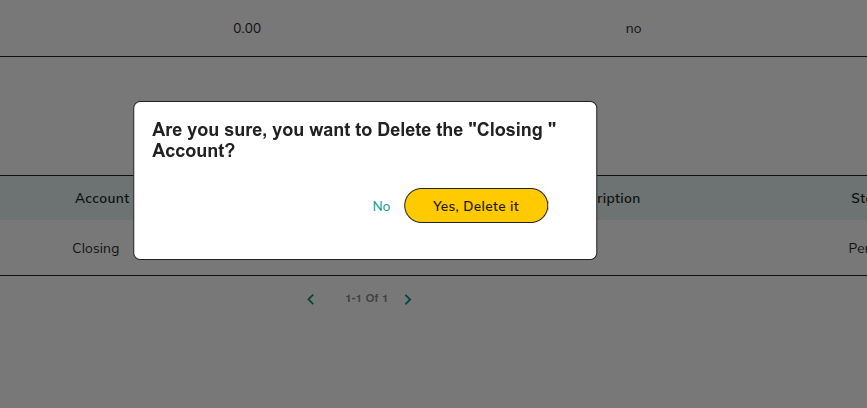 0.00 no
Are you sure, you want to Delete the "Closing "
Account?
No Yes, Delete it
Account ription St
Closing Per
1-1 Of 1